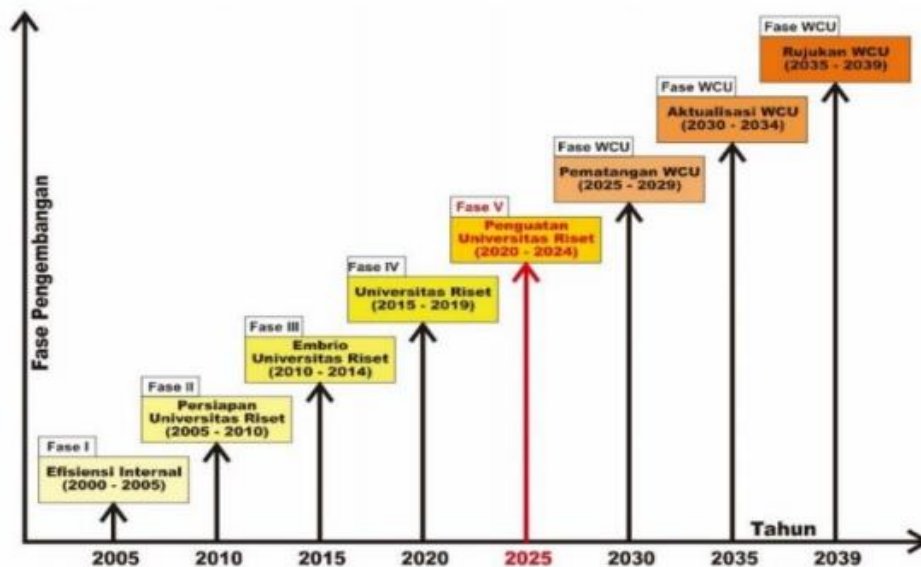 Fase WCU
Rujukan WCU
(2035 - 2039)
Fase WCU
Aktualisasi WCU
(2030 - 2034)
Fase WCU
Pematangan WCU
(2025 - 2029)
Fase V
Penguatan
Universitas Riset
(2020 - 2024)
Fase IV
Universitas Riset
(2015 - 2019)
Fase III
Embrio
Universitas Riset
(2010 - 2014)
Fase II
Persiapan
Universitas Riset
(2005 - 2010)
Fase I
Efisiensi Internal
(2000 - 2005)
Fase Pengembangan
Tahun
2005 2010 2015 2020 2025 2030 2035 2039